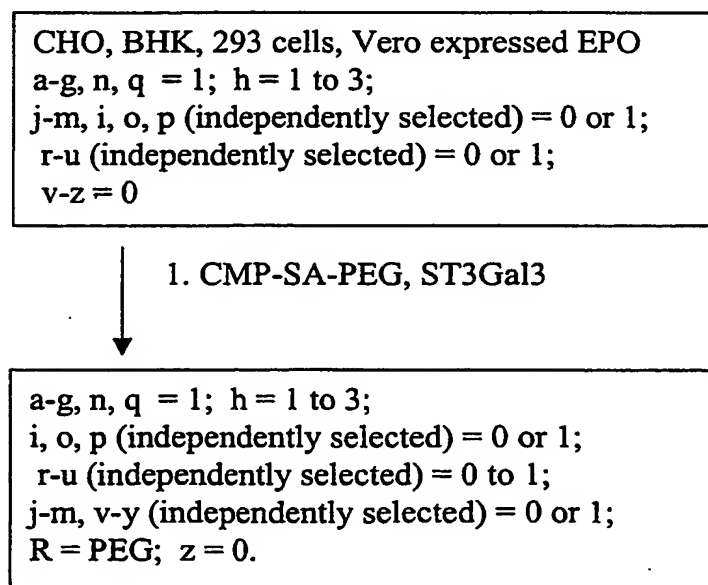 CHO, BHK, 293 cells, Vero expressed EPO
a-g, n, q = 1; h = 1 to 3;
j-m, i, o, p (independently selected) = 0 or 1;
r-u (independently selected) = 0 or 1;
v-z = 0
1. CMP-SA-PEG, ST3Gal3
a-g, n, q = 1; h = 1 to 3;
i, o, p (independently selected) = 0 or 1;
r-u (independently selected) = 0 to 1;
j-m, v-y (independently selected) = 0 or 1;
R = PEG; z = 0.